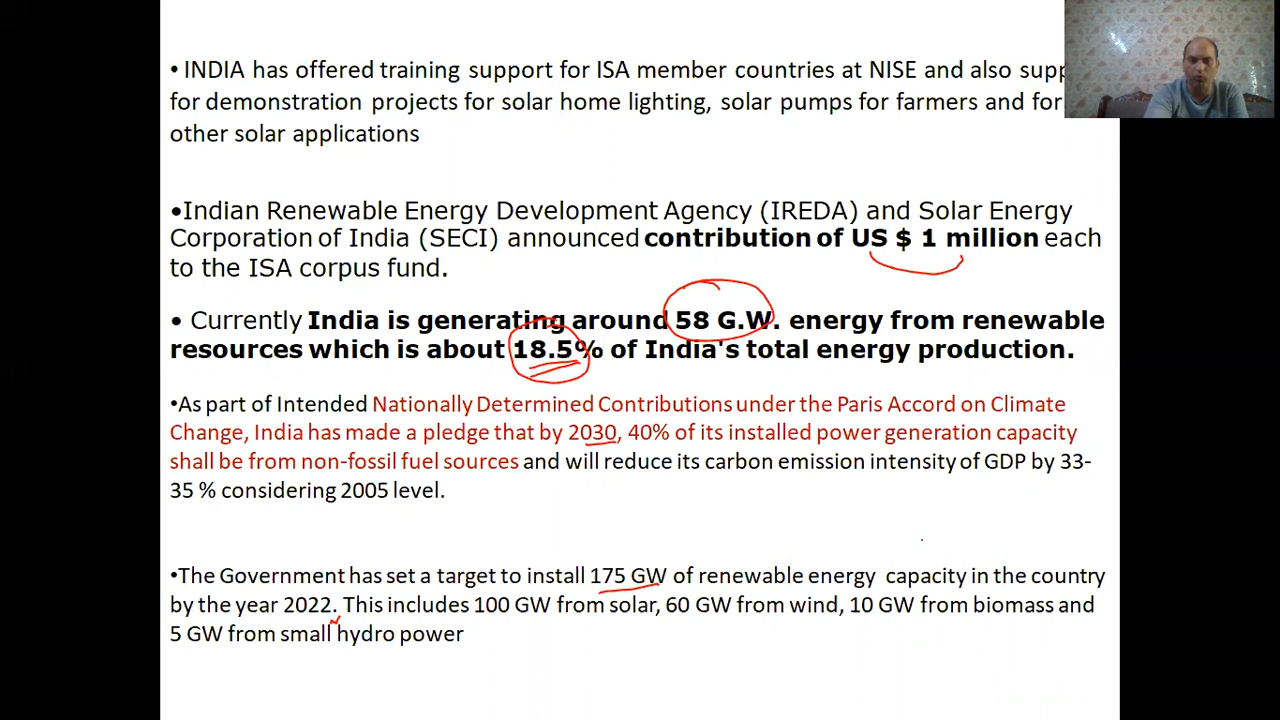 • INDIA has offered training support for ISA member countries at NISE and also
for demonstration projects for solar home lighting, solar pumps for farmers and for
other solar applications
•Indian Renewable Energy Development Agency (IREDA) and Solar Energy
Corporation of India (SECI) announced contribution of US $ 1 million each
to the ISA corpus fund.
• Currently India is generating around 58 G.W. energy from renewable
resources which is about 18.5% of India's total energy production.
•As part of Intended Nationally Determined Contributions under the Paris Accord on Climate
Change, India has made a pledge that by 2030, 40% of its installed power generation capacity
shall be from non-fossil fuel sources and will reduce its carbon emission intensity of GDP by 33-
35 % considering 2005 level.
•The Government has set a target to install 175 GW of renewable energy capacity in the country
by the year 2022. This includes 100 GW from solar, 60 GW from wind, 10 GW from biomass and
5 GW from small hydro power